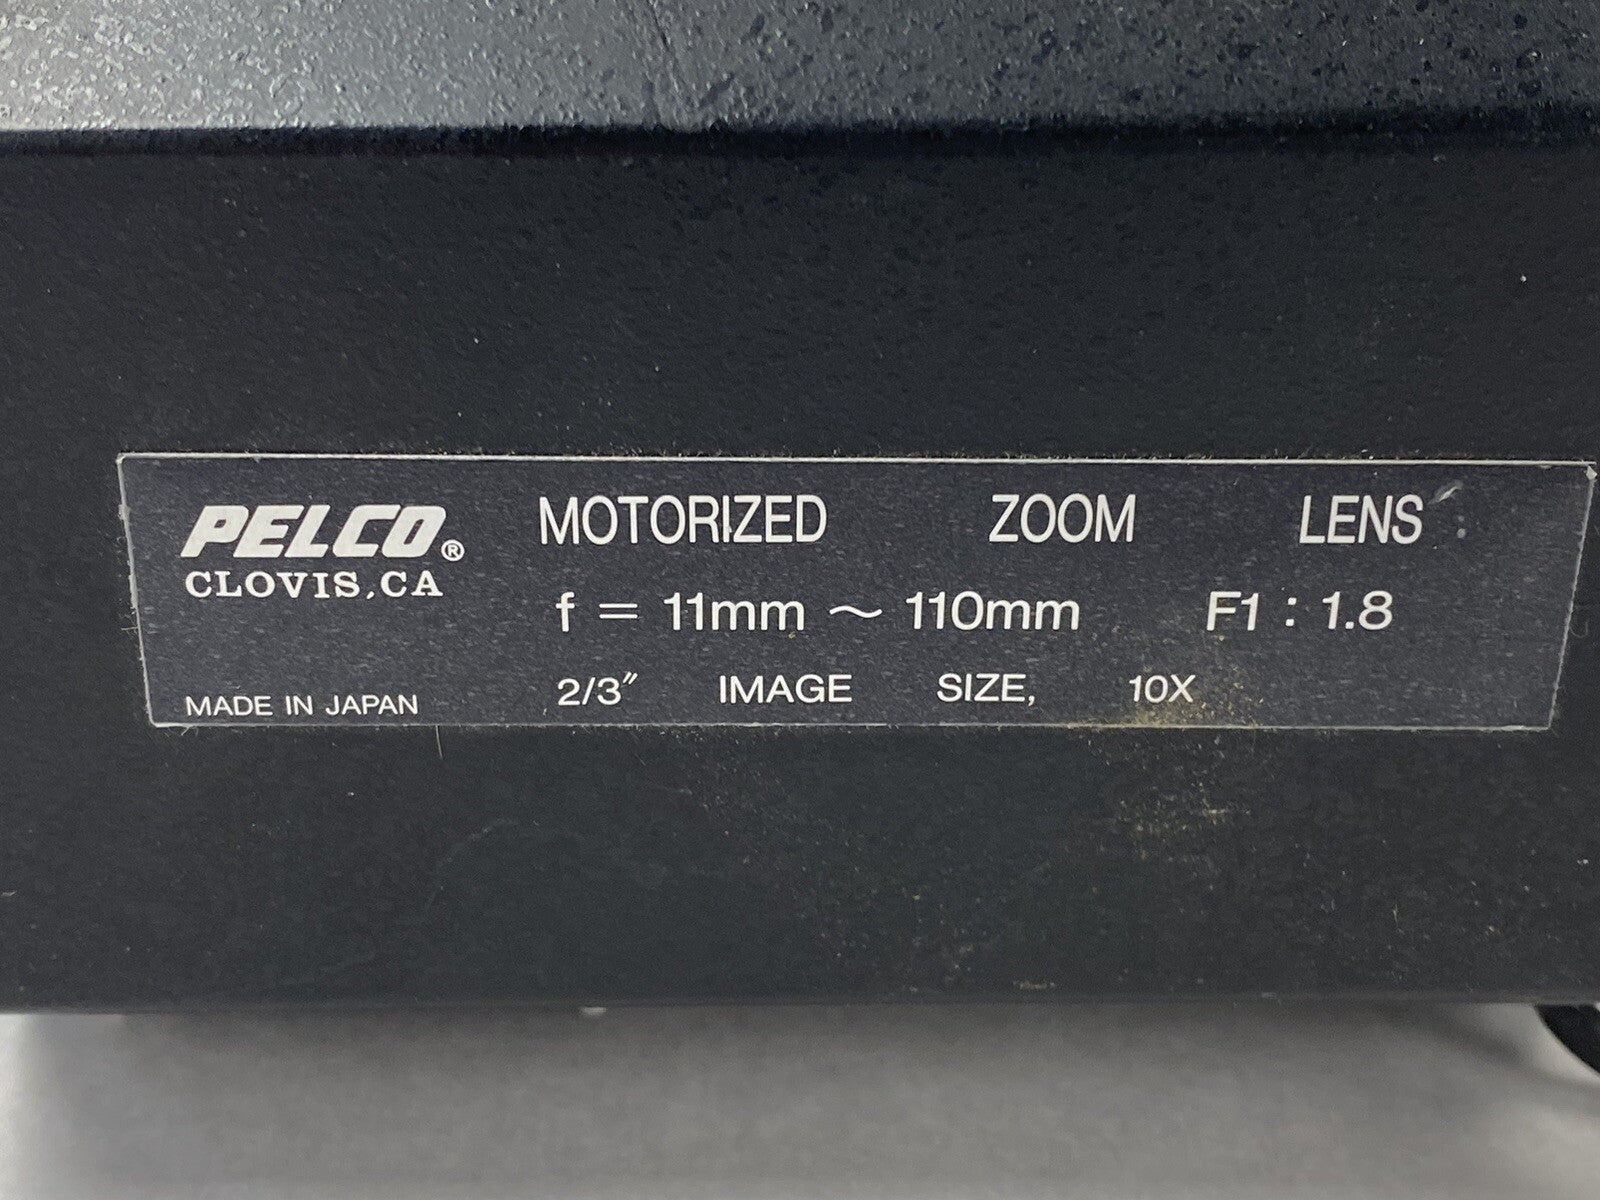 PELCO® MOTORIZED ZOOM LENS
CLOVIS, CA
f = 11mm ～ 110mm F1 : 1.8
MADE IN JAPAN 2/3″ IMAGE SIZE, 10X